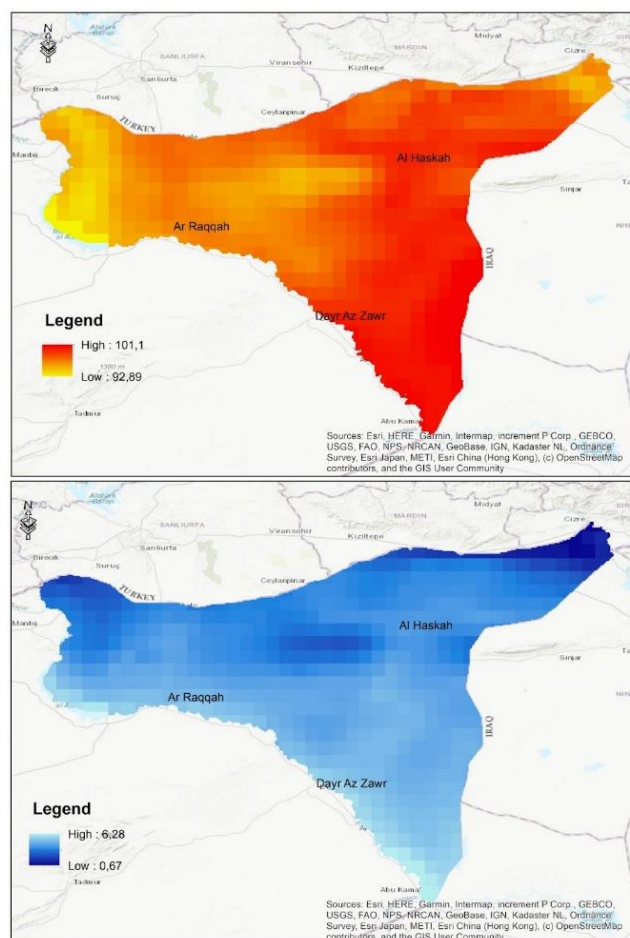 N
SANLIURFA
Viransehir
MARDIN
Midyat
Cizre
Birecik
Suruç
Sanliurfa
Kiziltepe
Ceylanpinar
TURKEY
Al Haskah
Sinjar
Ar Raqqah
IRAQ
Dayr Az Zawr
Legend
High : 101,1
Low : 92,89
Tadmur
Abu Kamal
Sources: Esri, HERE, Garmin, Intermap, increment P Corp., GEBCO,
USGS, FAO, NPS, NRCAN, GeoBase, IGN, Kadaster NL, Ordnance
Survey, Esri Japan, METI, Esri China (Hong Kong), (c) OpenStreetMap
contributors, and the GIS User Community
N
SANLIURFA
Viransehir
MARDIN
Midyat
Cizre
Birecik
Suruç
Sanliurfa
Kiziltepe
Ceylanpinar
TURKEY
Al Haskah
Sinjar
Ar Raqqah
IRAQ
Dayr Az Zawr
Legend
High : 6,28
Low : 0,67
Tadmur
Abu Kamal
Sources: Esri, HERE, Garmin, Intermap, increment P Corp., GEBCO,
USGS, FAO, NPS, NRCAN, GeoBase, IGN, Kadaster NL, Ordnance
Survey, Esri Japan, METI, Esri China (Hong Kong), (c) OpenStreetMap
contributors, and the GIS User Community